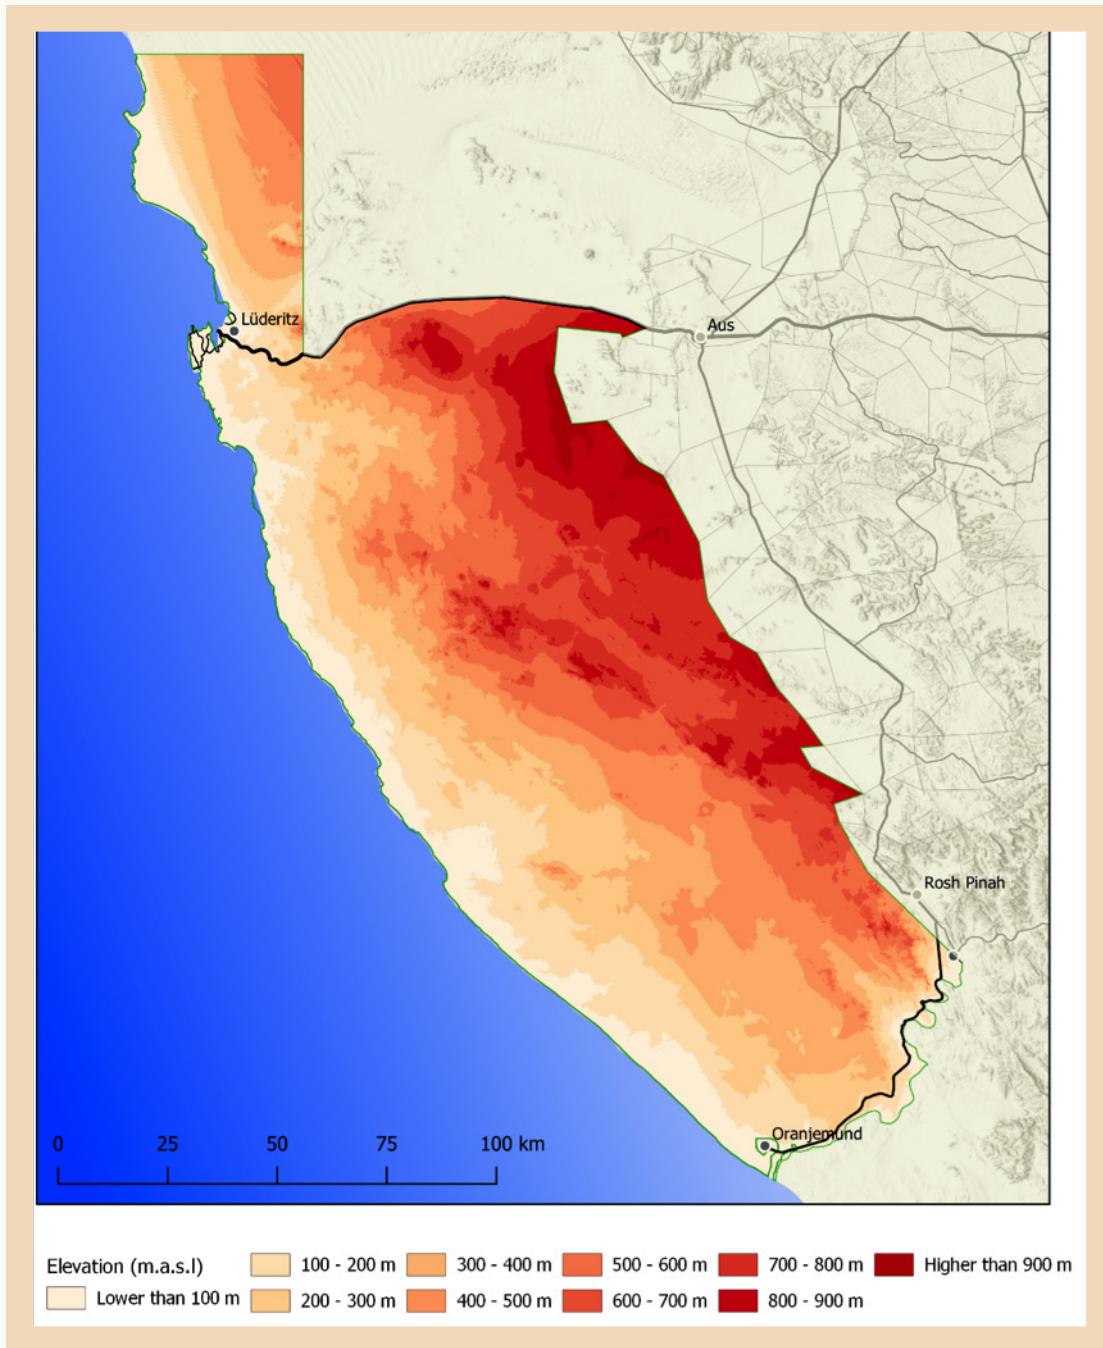 Lüderitz
Aus
Rosh Pinah
Oranjemund
0 25 50 75 100 km
Elevation (m.a.s.l)
Lower than 100 m
100 - 200 m
200 - 300 m
300 - 400 m
400 - 500 m
500 - 600 m
600 - 700 m
700 - 800 m
800 - 900 m
Higher than 900 m